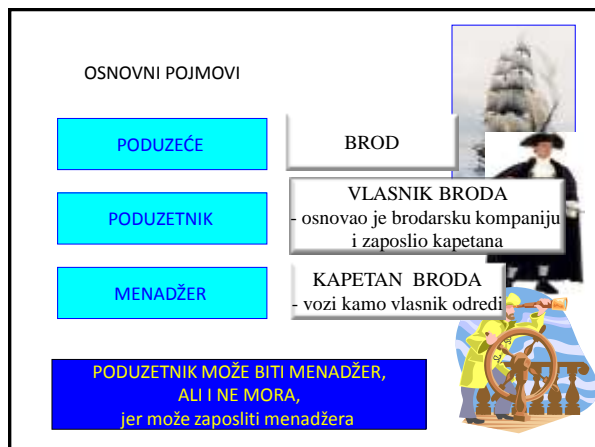 OSNOVNI POJMOVI
PODUZEĆE
BROD
PODUZETNIK
VLASNIK BRODA
- osnovao je brodarsku kompaniju
i zaposlio kapetana
MENADŽER
KAPETAN BRODA
- vozi kamo vlasnik odredi
PODUZETNIK MOŽE BITI MENADŽER,
ALI I NE MORA,
jer može zaposliti menadžera